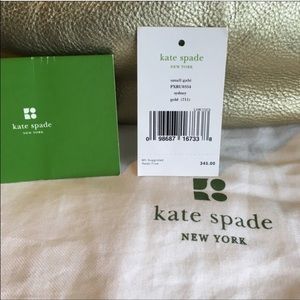 kate spade
NEW YORK
kate spade
NEW YORK
small gabi
PXRU0554
sydney
gold (711)
0 98687 16733 8
345.00
kate spade
NEW YORK